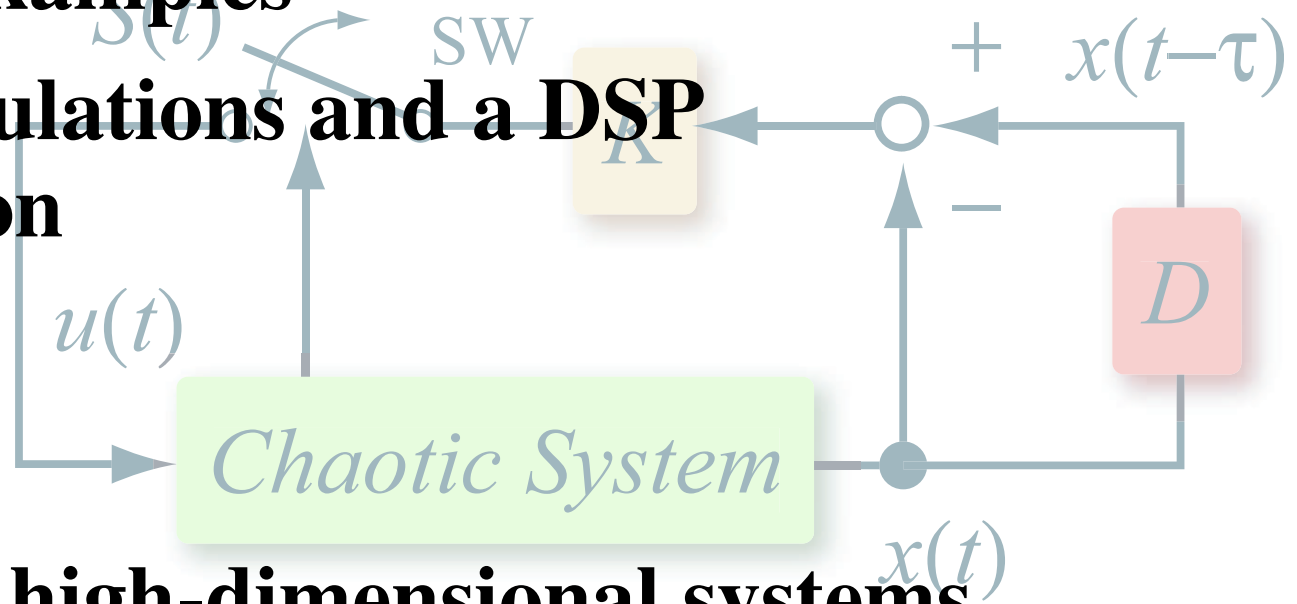 S(t)
SW
+
x(t−τ)
ulations and a DSP
K
on
−
D
u(t)
Chaotic System
x(t)
high-dimensional systems